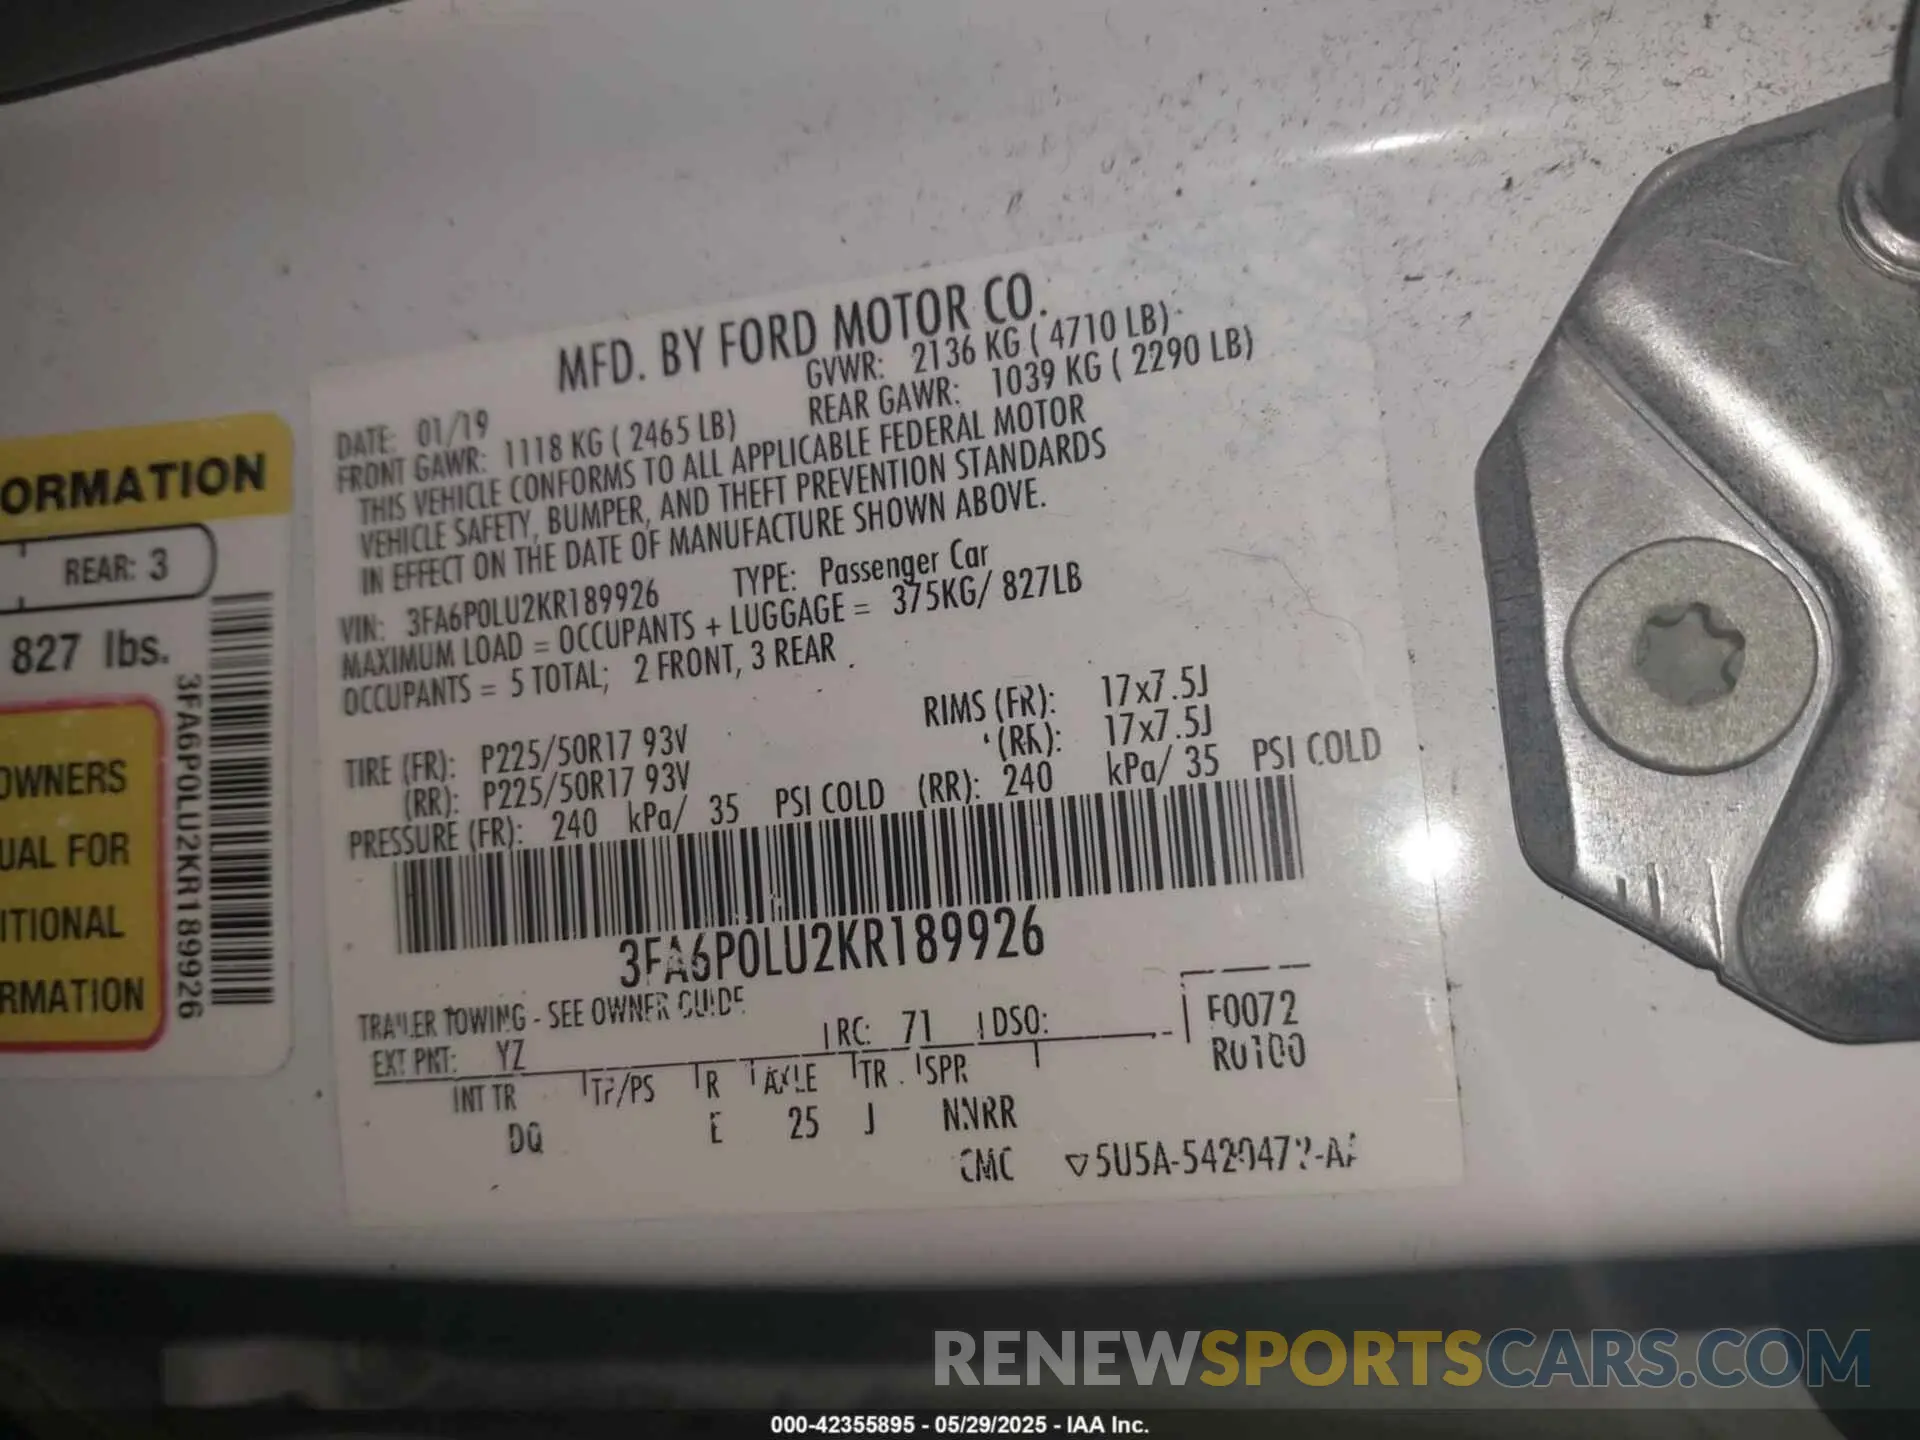 MFD. BY FORD MOTOR CO.
DATE: 01/19
GVWR: 2136 KG ( 4710 LB)
FRONT GAWR: 1118 KG ( 2465 LB)
REAR GAWR: 1039 KG ( 2290 LB)
THIS VEHICLE CONFORMS TO ALL APPLICABLE FEDERAL MOTOR
VEHICLE SAFETY, BUMPER, AND THEFT PREVENTION STANDARDS
IN EFFECT ON THE DATE OF MANUFACTURE SHOWN ABOVE.
VIN: 3FA6P0LU2KR189926 TYPE: Passenger Car
MAXIMUM LOAD = OCCUPANTS + LUGGAGE = 375KG/ 827LB
OCCUPANTS = 5 TOTAL; 2 FRONT, 3 REAR
TIRE (FR): P225/50R17 93V RIMS (FR): 17x7.5J
(RR): P225/50R17 93V (RR): 17x7.5J
PRESSURE (FR): 240 kPa/ 35 PSI COLD (RR): 240 kPa/ 35 PSI COLD
3FA6P0LU2KR189926
TRAILER TOWING - SEE OWNER GUIDE
EXT PNT: YZ RC: 71 DSO: F0072
R0100
INT TR TP/PS R AXLE TR SPR
DQ E 25 J NNRR
CMC 5U5A-5420472-AA
ORMATION
REAR: 3
827 lbs.
3FA6P0LU2KR189926
OWNERS
UAL FOR
ITIONAL
RMATION
RENEWSPORTSCARS.COM
000-42355895 - 05/29/2025 - IAA Inc.